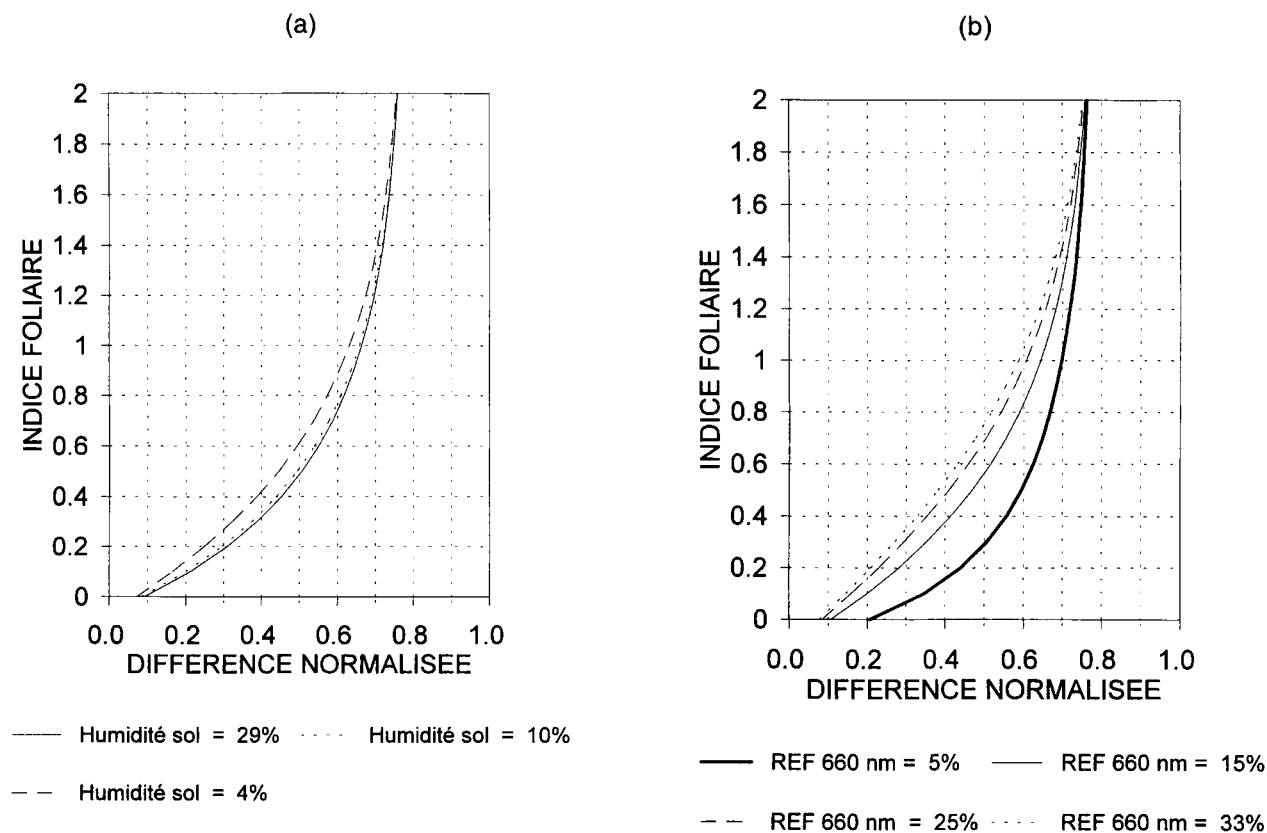 (a)
INDICE FOLIAIRE
2
1.8
1.6
1.4
1.2
1
0.8
0.6
0.4
0.2
0
0.0 0.2 0.4 0.6 0.8 1.0
DIFFERENCE NORMALISEE
Humidité sol = 29% Humidité sol = 10%
Humidité sol = 4%
(b)
INDICE FOLIAIRE
2
1.8
1.6
1.4
1.2
1
0.8
0.6
0.4
0.2
0
0.0 0.2 0.4 0.6 0.8 1.0
DIFFERENCE NORMALISEE
REF 660 nm = 5% REF 660 nm = 15%
REF 660 nm = 25% REF 660 nm = 33%